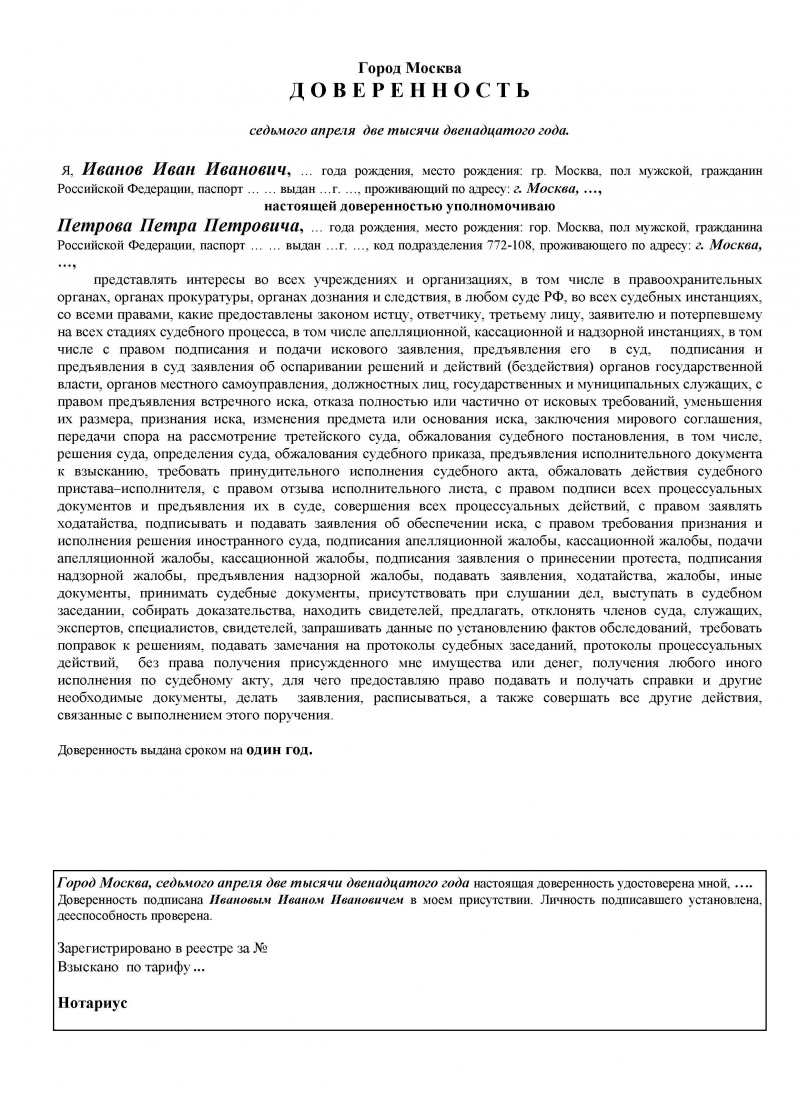 Город Москва
ДОВЕРЕННОСТЬ
седьмого апреля две тысячи двенадцатого года.
Я, Иванов Иван Иванович, … года рождения, место рождения: гр. Москва, пол мужской, гражданин
Российской Федерации, паспорт … … выдан …г. …, проживающий по адресу: г. Москва, …,
настоящей доверенностью уполномочиваю
Петрова Петра Петровича, … года рождения, место рождения: гор. Москва, пол мужской, гражданина
Российской Федерации, паспорт … … выдан …г. …, код подразделения 772-108, проживающего по адресу: г. Москва,
…,
представлять интересы во всех учреждениях и организациях, в том числе в правоохранительных
органах, органах прокуратуры, органах дознания и следствия, в любом суде РФ, во всех судебных инстанциях,
со всеми правами, какие предоставлены законом истцу, ответчику, третьему лицу, заявителю и потерпевшему
на всех стадиях судебного процесса, в том числе апелляционной, кассационной и надзорной инстанциях, в том
числе с правом подписания и подачи искового заявления, предъявления его в суд, подписания и
предъявления в суд заявления об оспаривании решений и действий (бездействия) органов государственной
власти, органов местного самоуправления, должностных лиц, государственных и муниципальных служащих, с
правом предъявления встречного иска, отказа полностью или частично от исковых требований, уменьшения
их размера, признания иска, изменения предмета или основания иска, заключения мирового соглашения,
передачи спора на рассмотрение третейского суда, обжалования судебного постановления, в том числе,
решения суда, определения суда, обжалования судебного приказа, предъявления исполнительного документа
к взысканию, требовать принудительного исполнения судебного акта, обжаловать действия судебного
пристава–исполнителя, с правом отзыва исполнительного листа, с правом подписи всех процессуальных
документов и предъявления их в суде, совершения всех процессуальных действий, с правом заявлять
ходатайства, подписывать и подавать заявления об обеспечении иска, с правом требования признания и
исполнения решения иностранного суда, подписания апелляционной жалобы, кассационной жалобы, подачи
апелляционной жалобы, кассационной жалобы, подписания заявления о принесении протеста, подписания
надзорной жалобы, предъявления надзорной жалобы, подавать заявления, ходатайства, жалобы, иные
документы, принимать судебные документы, присутствовать при слушании дел, выступать в судебном
заседании, собирать доказательства, находить свидетелей, предлагать, отклонять членов суда, служащих,
экспертов, специалистов, свидетелей, запрашивать данные по установлению фактов обследований, требовать
поправок к решениям, подавать замечания на протоколы судебных заседаний, протоколы процессуальных
действий, без права получения присужденного мне имущества или денег, получения любого иного
исполнения по судебному акту, для чего предоставляю право подавать и получать справки и другие
необходимые документы, делать заявления, расписываться, а также совершать все другие действия,
связанные с выполнением этого поручения.
Доверенность выдана сроком на один год.
Город Москва, седьмого апреля две тысячи двенадцатого года настоящая доверенность удостоверена мной, ….
Доверенность подписана Ивановым Иваном Ивановичем в моем присутствии. Личность подписавшего установлена,
дееспособность проверена.
Зарегистрировано в реестре за №
Взыскано по тарифу ...
Нотариус